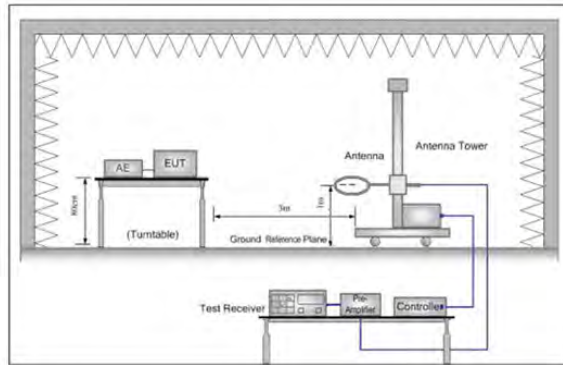 Antenna Tower
Antenna
EUT
AE
80cm
3m
1m
(Turntable)
Ground Reference Plane
Test Receiver
Pre-
Amplifier
Controller